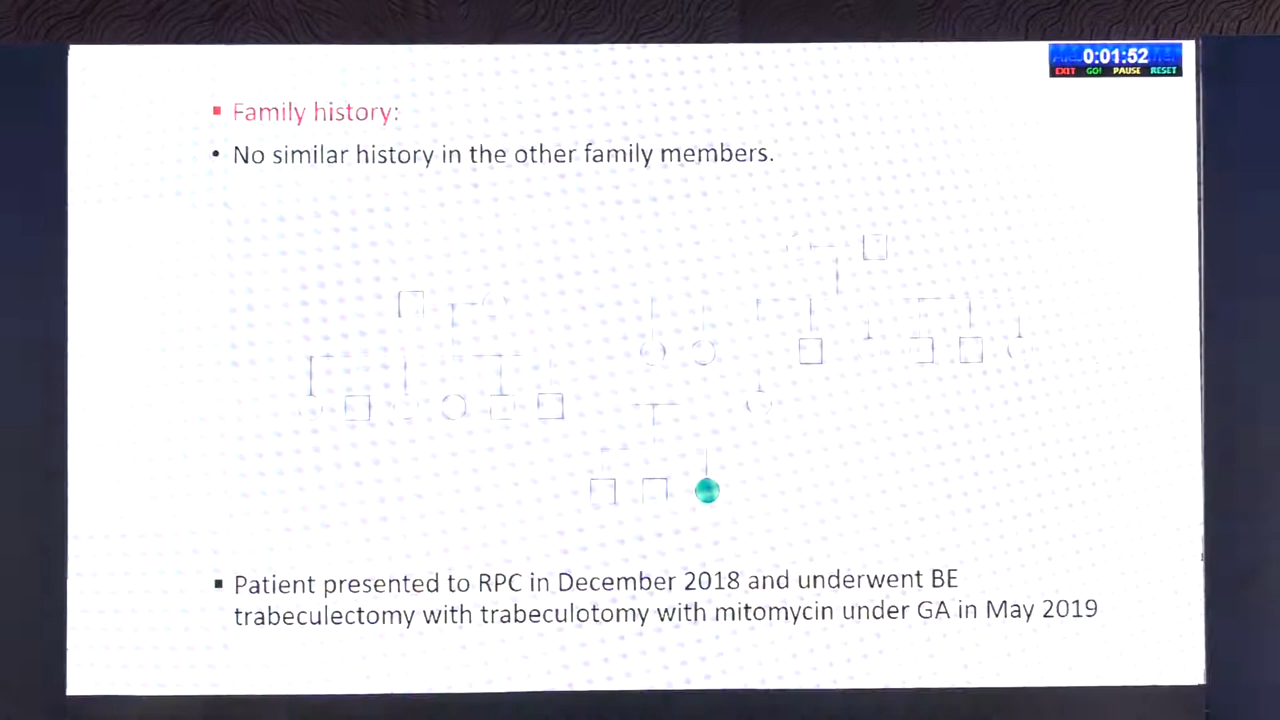 0:01:52
EXIT GO! PAUSE RESET
Family history:
No similar history in the other family members.
Patient presented to RPC in December 2018 and underwent BE
trabeculectomy with trabeculotomy with mitomycin under GA in May 2019